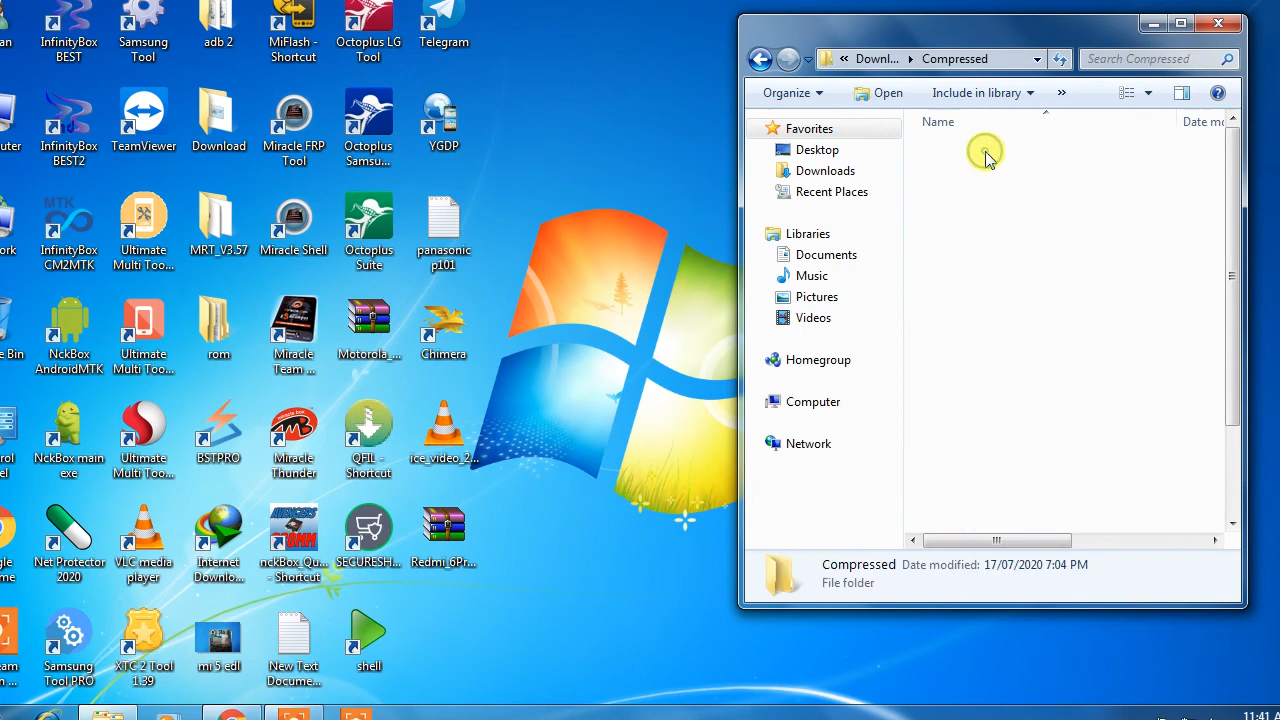 InfinityBox
BEST
Samsung
Tool
adb 2
MiFlash -
Shortcut
Octoplus LG
Tool
Telegram
InfinityBox
BEST2
TeamViewer
Download
Miracle FRP
Tool
Octoplus
Samsu...
YGDP
MTK
InfinityBox
CM2MTK
Ultimate
Multi Too...
MRT_V3.57
Miracle Shell
Octoplus
Suite
panasonic
p101
e Bin
NckBox
AndroidMTK
Ultimate
Multi Too...
rom
Miracle
Team ...
Motorola_...
Chimera
NckBox main
exe
Ultimate
Multi Too...
BSTPRO
Miracle
Thunder
QFIL -
Shortcut
ice_video_2...
Net Protector
2020
VLC media
player
Internet
Downlo...
AVENGERS
nckBox_Qu...
- Shortcut
SECURESH...
Redmi_6Pr...
Samsung
Tool PRO
XTC 2 Tool
1.39
mi 5 edl
New Text
Docume...
shell
« Downl... Compressed
Search Compressed
Organize
Open
Include in library
»
Favorites
Desktop
Downloads
Recent Places
Libraries
Documents
Music
Pictures
Videos
Homegroup
Computer
Network
Name
Date mo
Compressed Date modified: 17/07/2020 7:04 PM
File folder
11:41 A